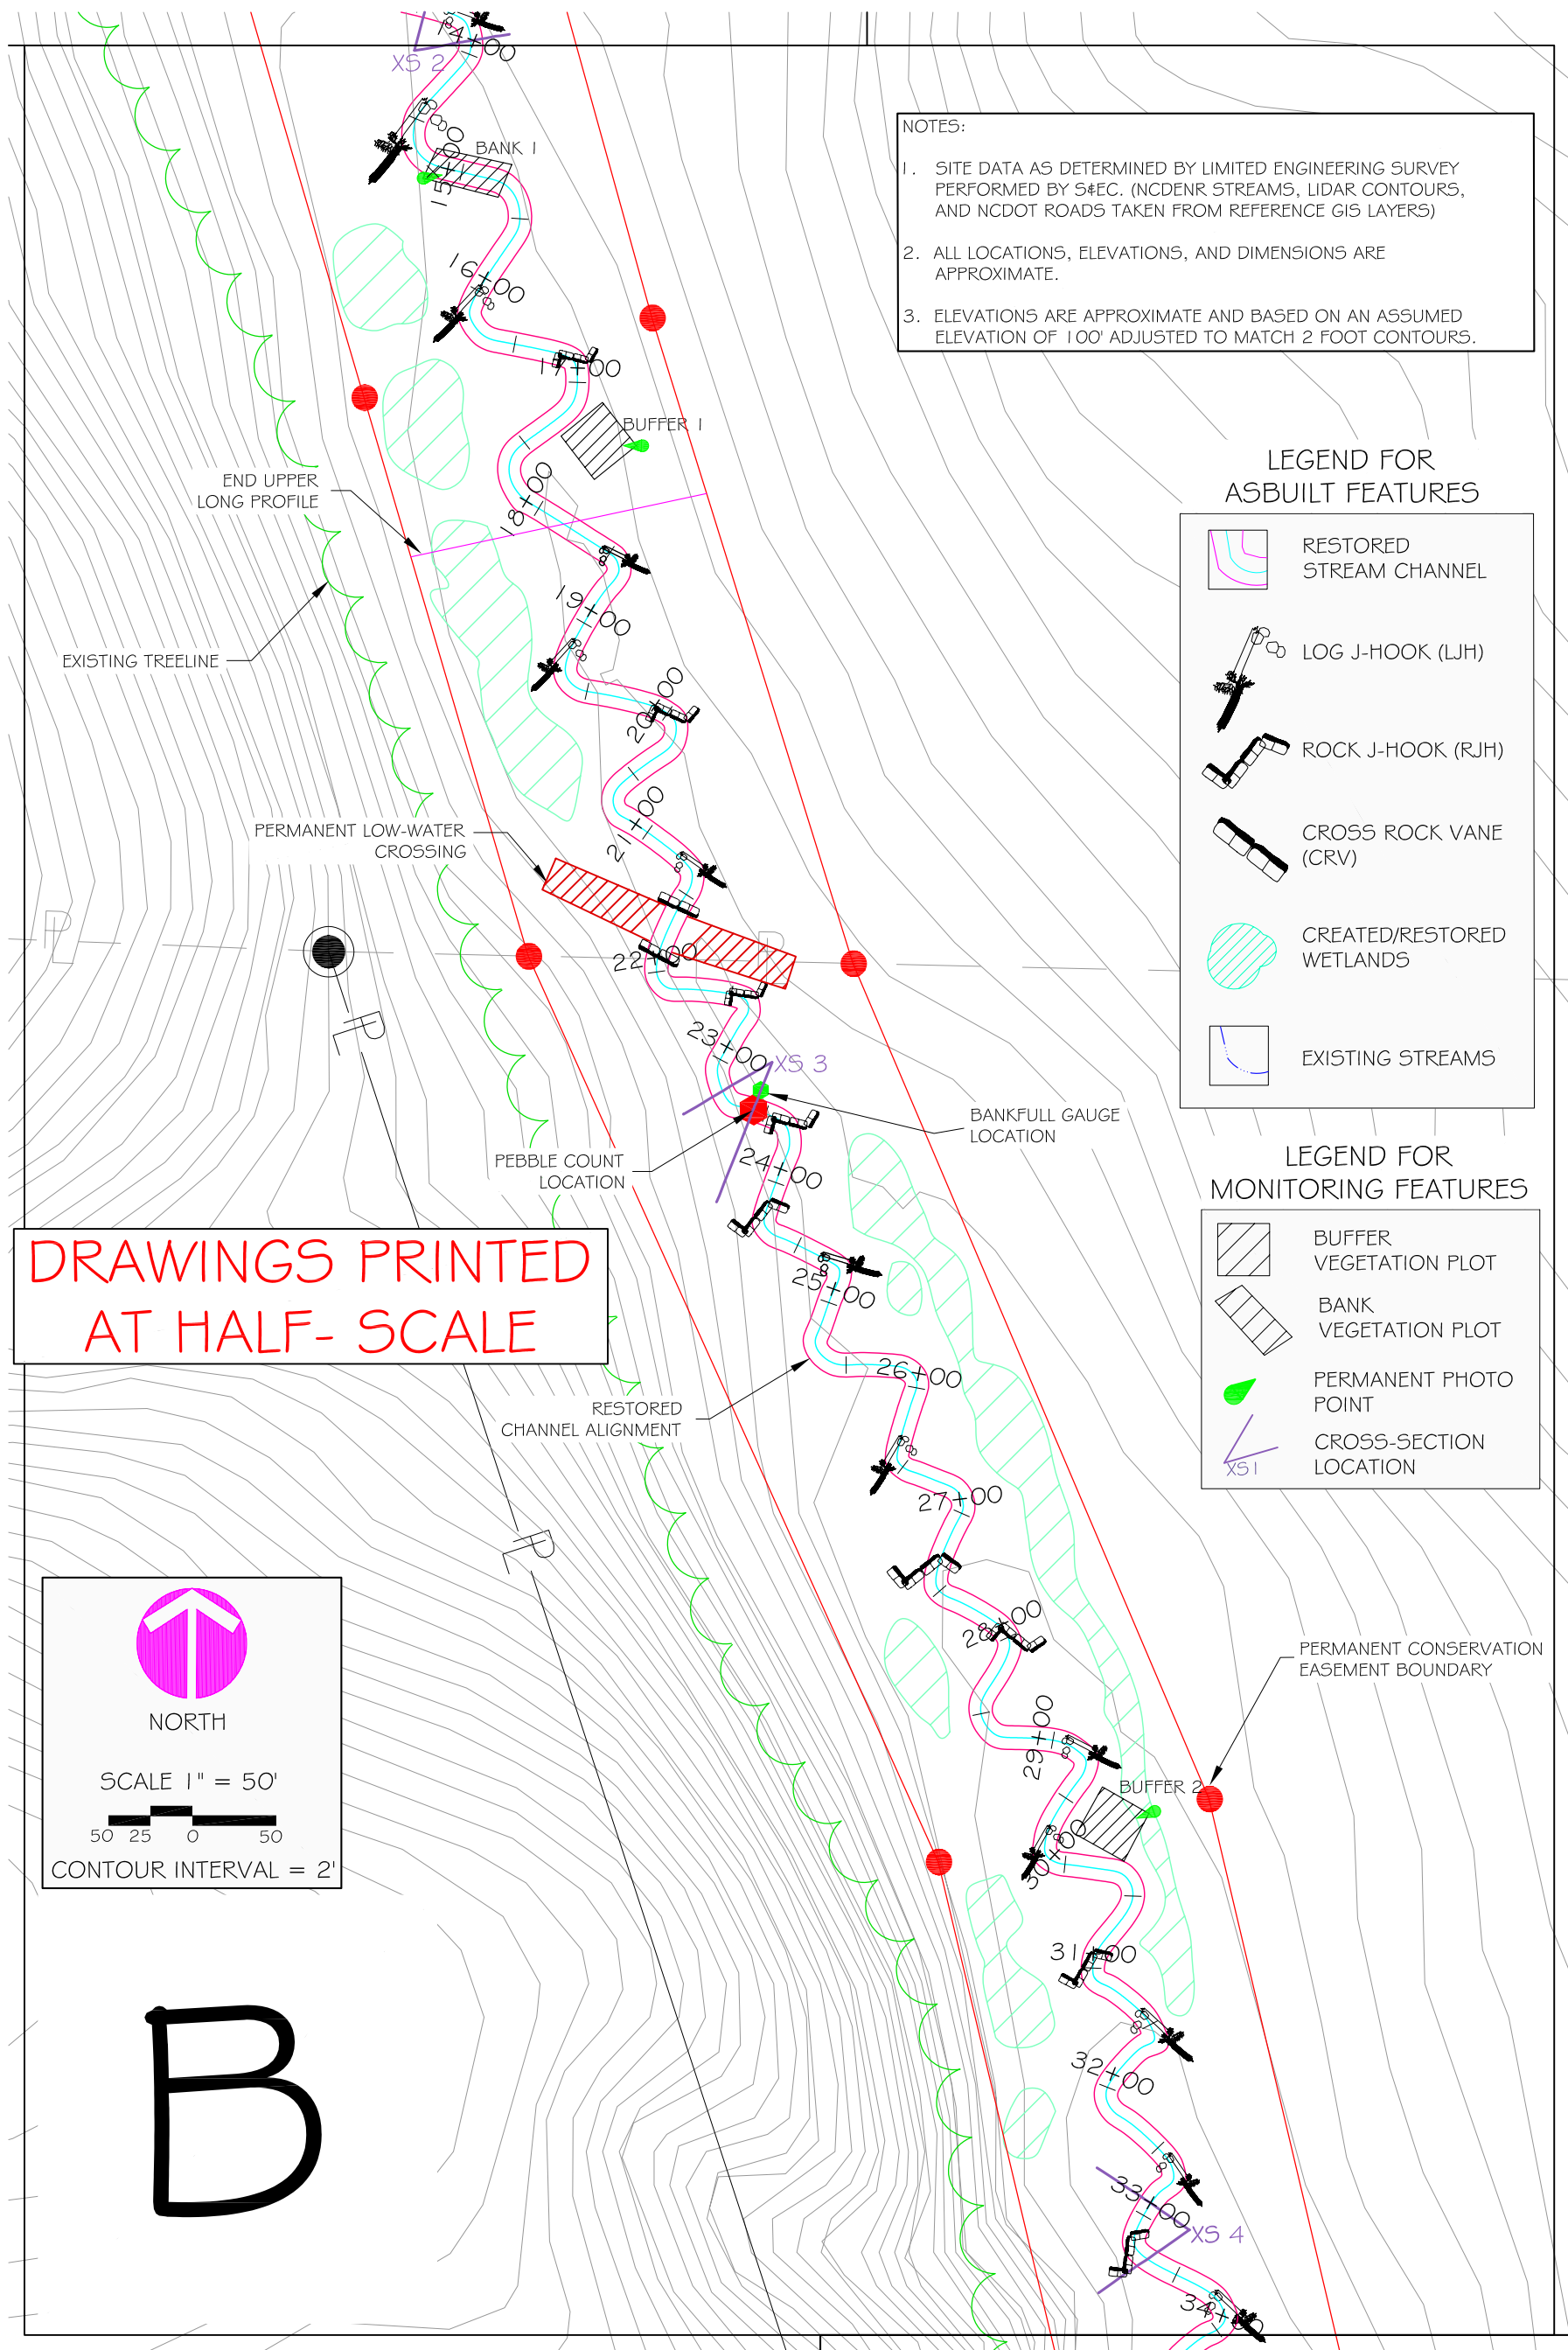 14+00
XS 2
15+00
BANK 1
NOTES:
1. SITE DATA AS DETERMINED BY LIMITED ENGINEERING SURVEY
PERFORMED BY S&EC. (NCDENR STREAMS, LIDAR CONTOURS,
AND NCDOT ROADS TAKEN FROM REFERENCE GIS LAYERS)
2. ALL LOCATIONS, ELEVATIONS, AND DIMENSIONS ARE
APPROXIMATE.
3. ELEVATIONS ARE APPROXIMATE AND BASED ON AN ASSUMED
ELEVATION OF 100' ADJUSTED TO MATCH 2 FOOT CONTOURS.
16+00
17+00
BUFFER 1
END UPPER
LONG PROFILE
18+00
19+00
EXISTING TREELINE
20+00
21+00
PERMANENT LOW-WATER
CROSSING
PL
PL
22+00
PL
23+00
XS 3
BANKFULL GAUGE
LOCATION
PEBBLE COUNT
LOCATION
24+00
DRAWINGS PRINTED
AT HALF- SCALE
25+00
26+00
RESTORED
CHANNEL ALIGNMENT
27+00
PL
28+00
PERMANENT CONSERVATION
EASEMENT BOUNDARY
29+00
BUFFER 2
30+00
31+00
32+00
33+00
XS 4
34+00
LEGEND FOR
ASBUILT FEATURES
RESTORED
STREAM CHANNEL
LOG J-HOOK (LJH)
ROCK J-HOOK (RJH)
CROSS ROCK VANE
(CRV)
CREATED/RESTORED
WETLANDS
EXISTING STREAMS
LEGEND FOR
MONITORING FEATURES
BUFFER
VEGETATION PLOT
BANK
VEGETATION PLOT
PERMANENT PHOTO
POINT
XS1
CROSS-SECTION
LOCATION
NORTH
SCALE 1" = 50'
50 25 0 50
CONTOUR INTERVAL = 2'
B